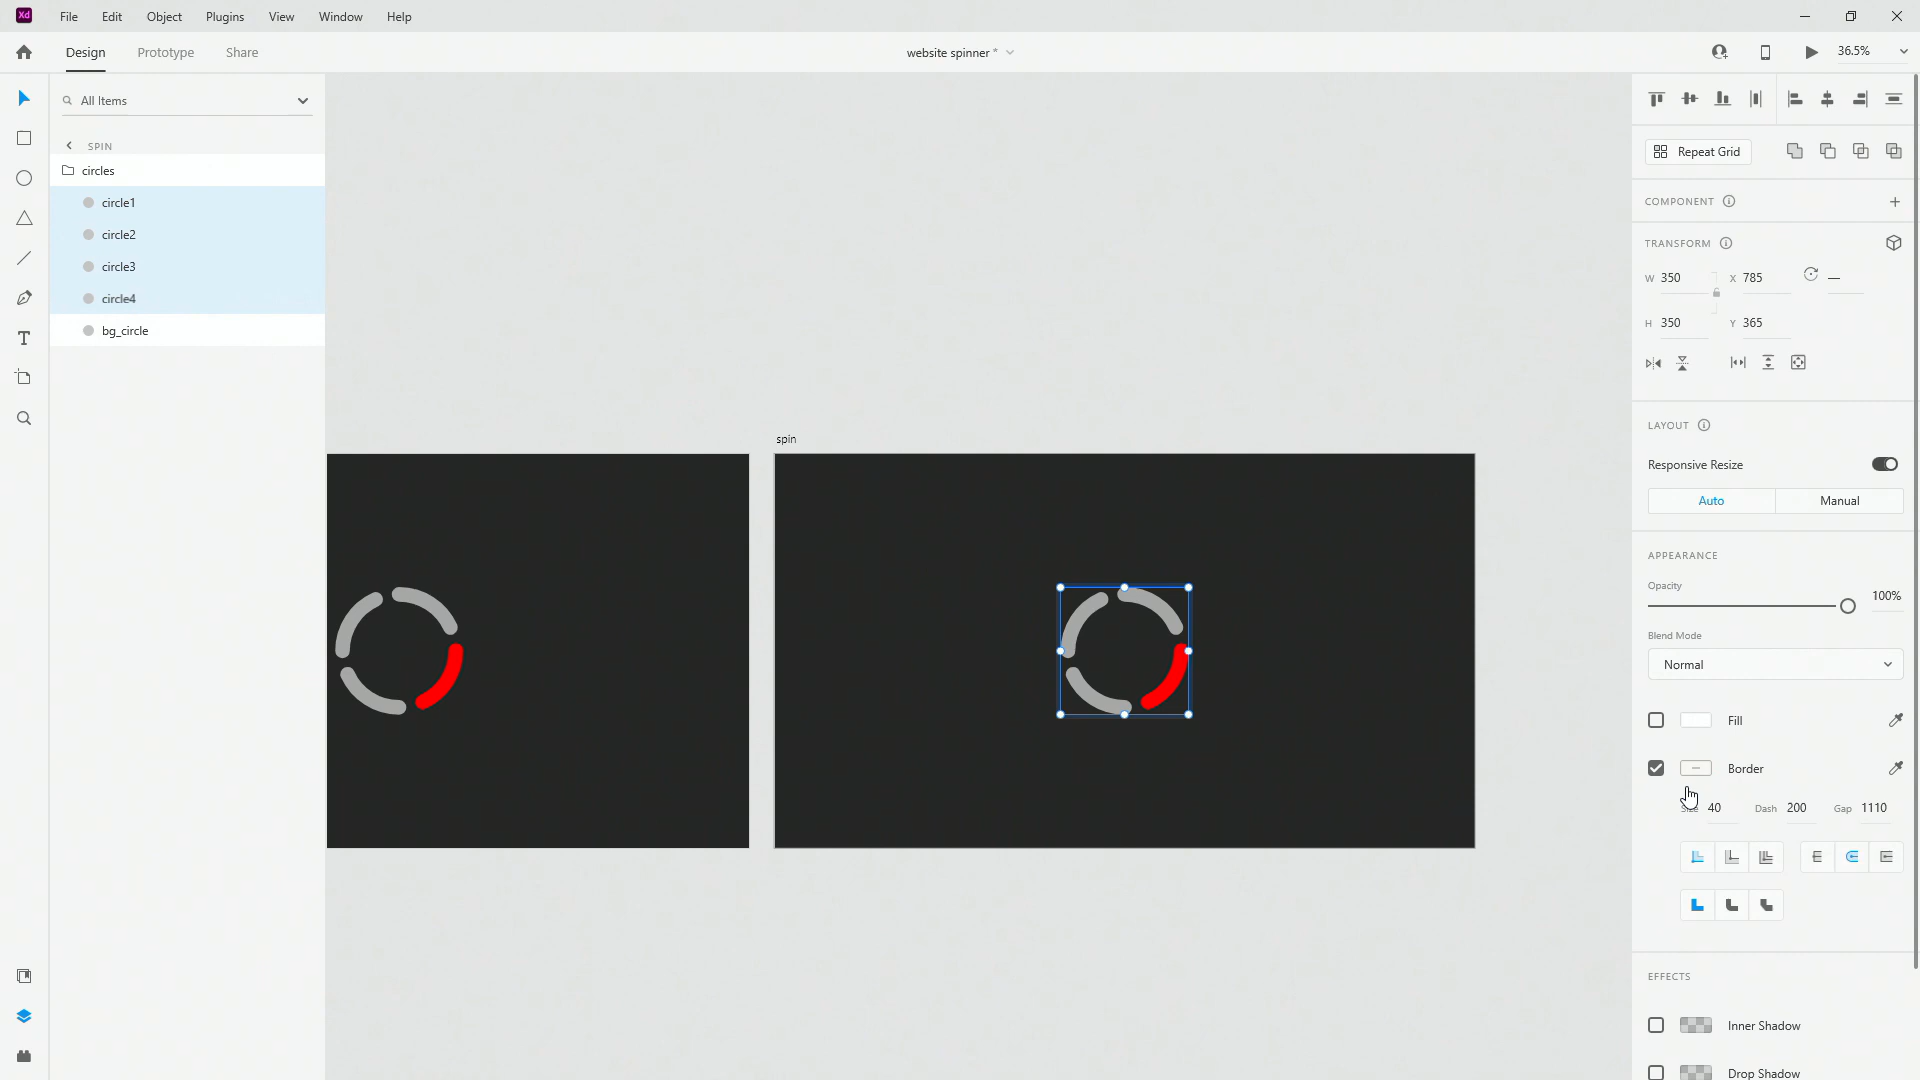 Xd File Edit Object Plugins View Window Help
Design Prototype Share website spinner * 36.5%
All Items
SPIN
circles
circle1
circle2
circle3
circle4
bg_circle
spin
Repeat Grid
COMPONENT
TRANSFORM
W 350 X 785 —
H 350 Y 365
LAYOUT
Responsive Resize
Auto Manual
APPEARANCE
Opacity
100%
Blend Mode
Normal
Fill
Border
Size 40 Dash 200 Gap 1110
EFFECTS
Inner Shadow
Drop Shadow